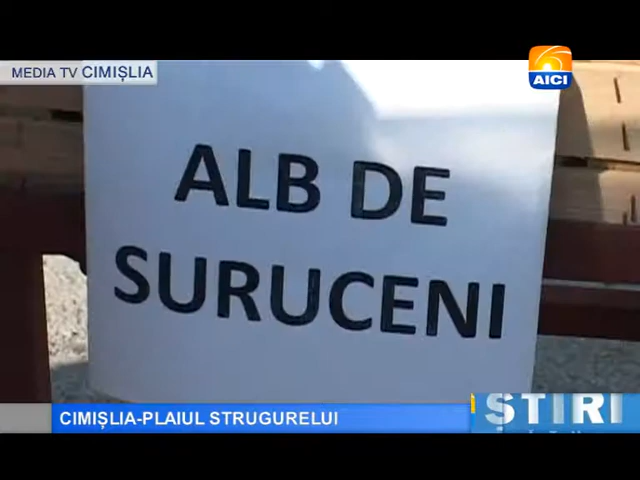 MEDIA TV CIMIȘLIA
AICI
ALB DE
SURUCENI
CIMIȘLIA-PLAIUL STRUGURELUI
ȘTIRI